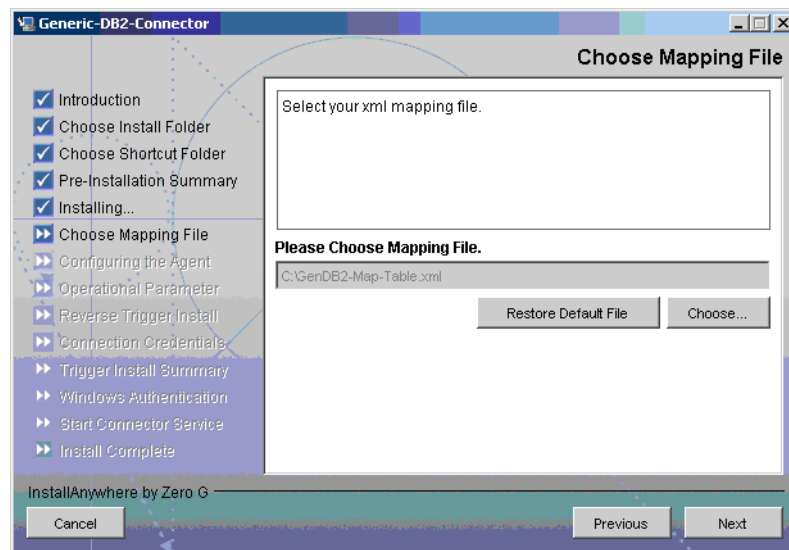 Generic-DB2-Connector
Choose Mapping File
Introduction
Choose Install Folder
Choose Shortcut Folder
Pre-Installation Summary
Installing...
Choose Mapping File
Configuring the Agent
Operational Parameter
Reverse Trigger Install
Connection Credentials
Trigger Install Summary
Windows Authentication
Start Connector Service
Install Complete
Select your xml mapping file.
Please Choose Mapping File.
C:\GenDB2-Map-Table.xml
Restore Default File
Choose...
InstallAnywhere by Zero G
Cancel
Previous
Next